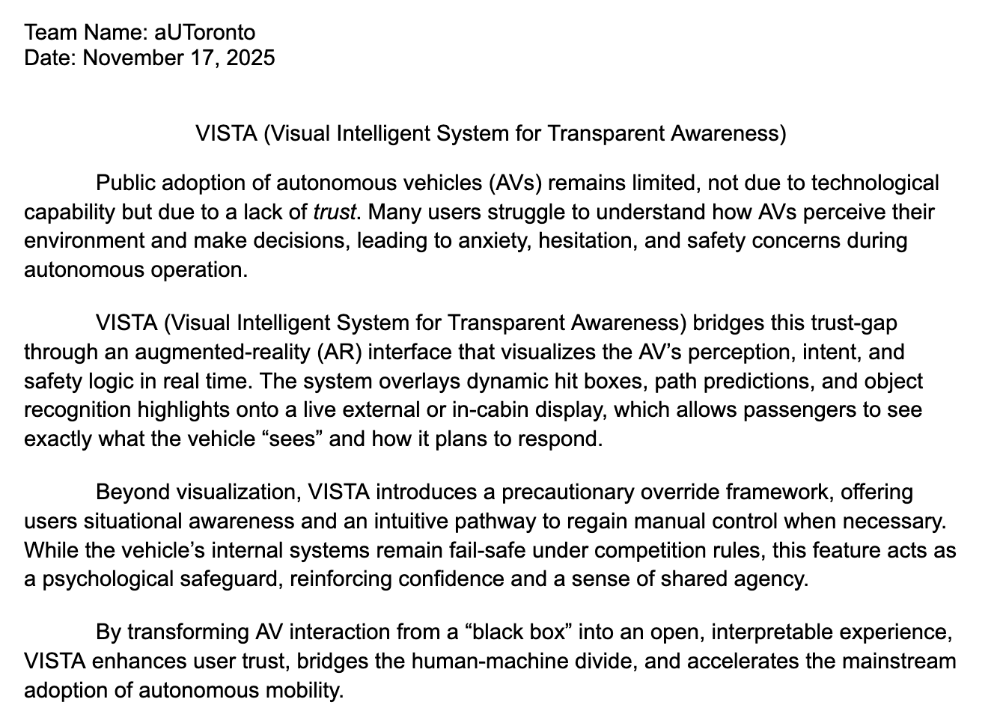 Team Name: aUToronto
Date: November 17, 2025
VISTA (Visual Intelligent System for Transparent Awareness)
Public adoption of autonomous vehicles (AVs) remains limited, not due to technological
capability but due to a lack of trust. Many users struggle to understand how AVs perceive their
environment and make decisions, leading to anxiety, hesitation, and safety concerns during
autonomous operation.
VISTA (Visual Intelligent System for Transparent Awareness) bridges this trust-gap
through an augmented-reality (AR) interface that visualizes the AV’s perception, intent, and
safety logic in real time. The system overlays dynamic hit boxes, path predictions, and object
recognition highlights onto a live external or in-cabin display, which allows passengers to see
exactly what the vehicle “sees” and how it plans to respond.
Beyond visualization, VISTA introduces a precautionary override framework, offering
users situational awareness and an intuitive pathway to regain manual control when necessary.
While the vehicle’s internal systems remain fail-safe under competition rules, this feature acts as
a psychological safeguard, reinforcing confidence and a sense of shared agency.
By transforming AV interaction from a “black box” into an open, interpretable experience,
VISTA enhances user trust, bridges the human-machine divide, and accelerates the mainstream
adoption of autonomous mobility.